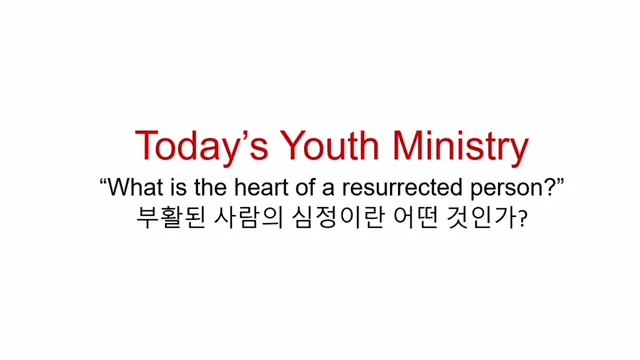 Today’s Youth Ministry
“What is the heart of a resurrected person?”
부활된 사람의 심정이란 어떤 것인가?